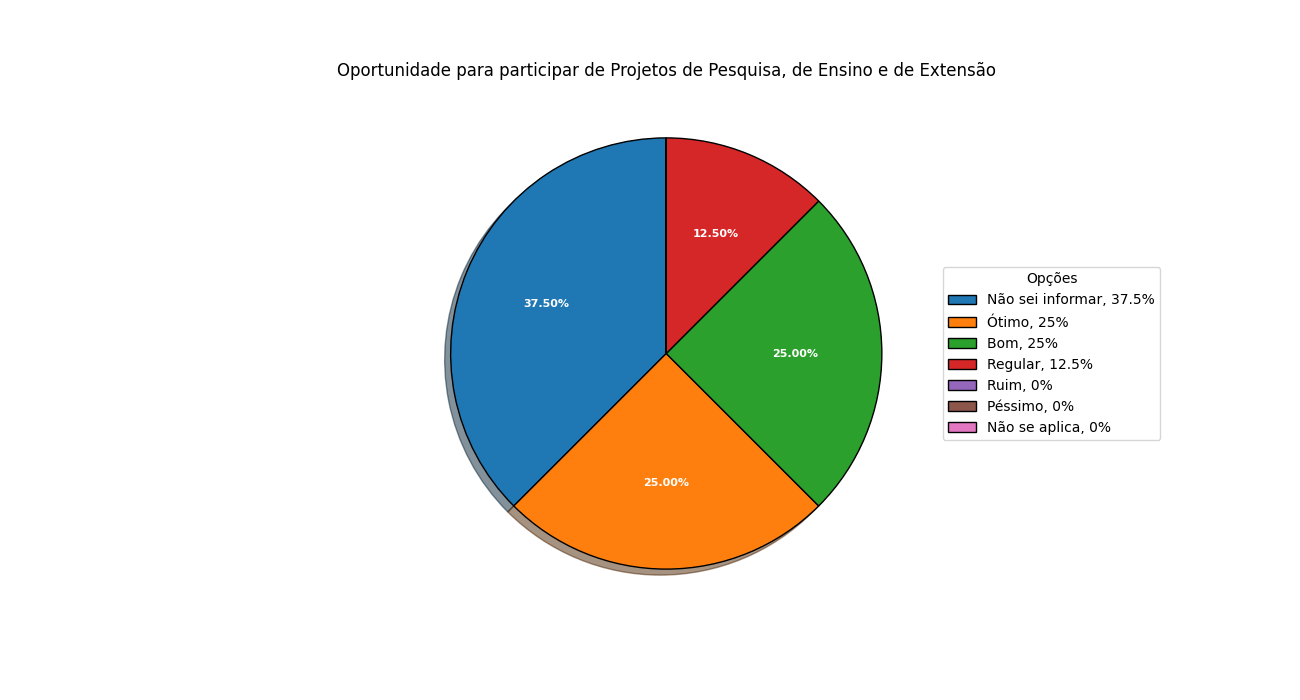 Oportunidade para participar de Projetos de Pesquisa, de Ensino e de Extensão
12.50%
37.50%
25.00%
25.00%
Opções
Não sei informar, 37.5%
Ótimo, 25%
Bom, 25%
Regular, 12.5%
Ruim, 0%
Péssimo, 0%
Não se aplica, 0%